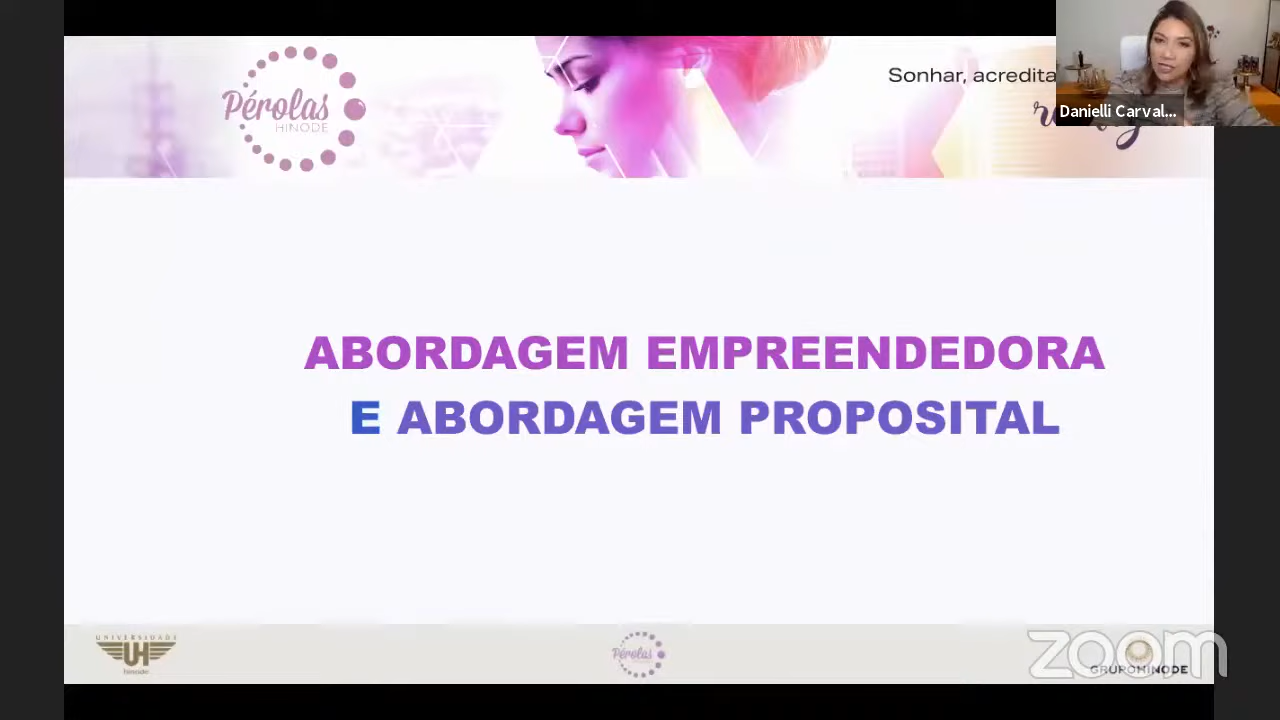 Pérolas
HINODE
Sonhar, acredita
Danielli Carval...
ABORDAGEM EMPREENDEDORA
E ABORDAGEM PROPOSITAL
UNIVERSIDADE
UH
hinode
Pérolas
zoom
GRUPOHINODE